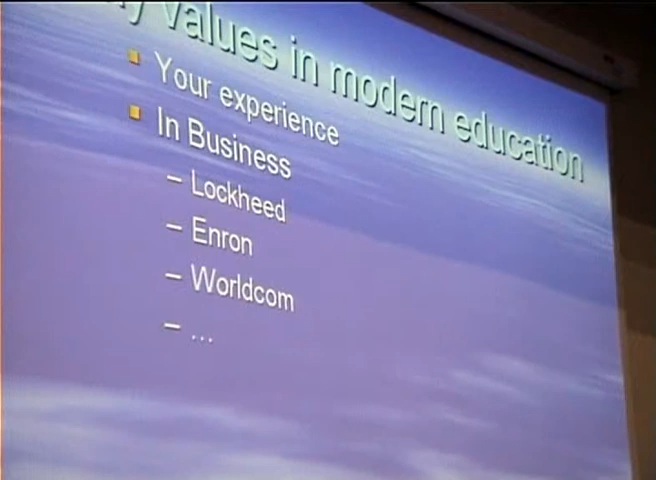 values in modern education
Your experience
In Business
– Lockheed
– Enron
– Worldcom
– ...